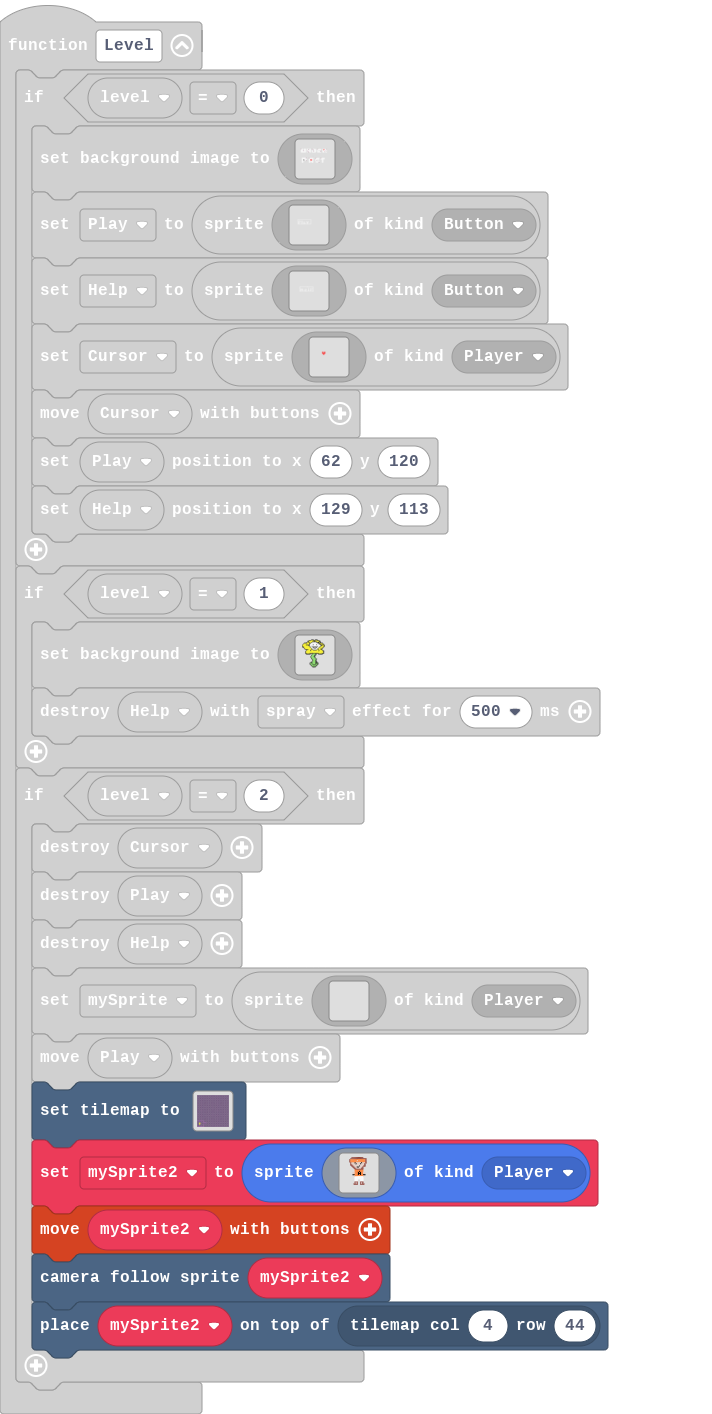 function Level
if level = 0 then
set background image to
set Play to sprite of kind Button
set Help to sprite of kind Button
set Cursor to sprite of kind Player
move Cursor with buttons
set Play position to x 62 y 120
set Help position to x 129 y 113
if level = 1 then
set background image to
destroy Help with spray effect for 500 ms
if level = 2 then
destroy Cursor
destroy Play
destroy Help
set mySprite to sprite of kind Player
move Play with buttons
set tilemap to
set mySprite2 to sprite of kind Player
move mySprite2 with buttons
camera follow sprite mySprite2
place mySprite2 on top of tilemap col 4 row 44